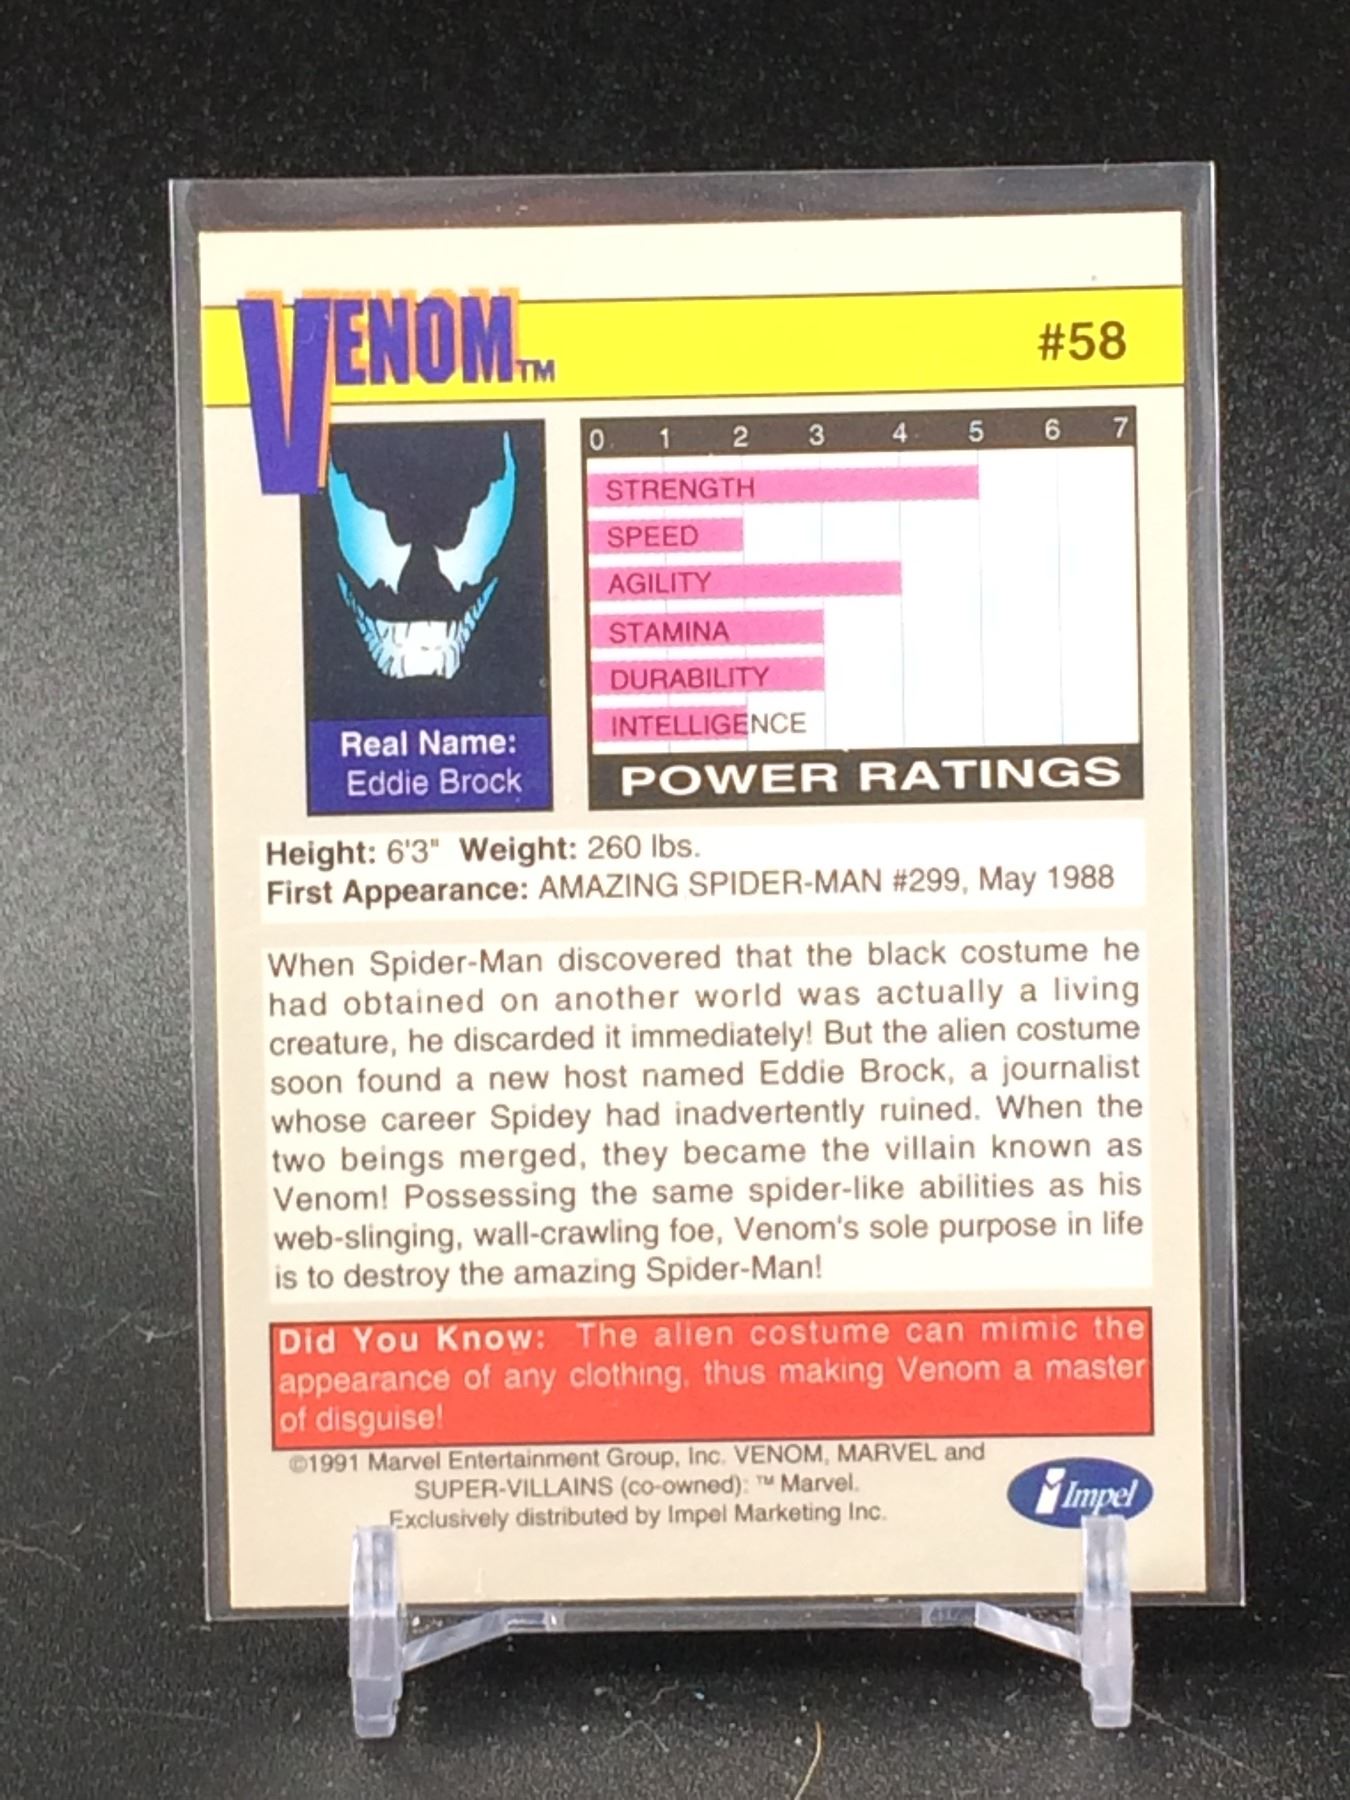 VENOM™
#58
0 1 2 3 4 5 6 7
STRENGTH
SPEED
AGILITY
STAMINA
DURABILITY
INTELLIGENCE
POWER RATINGS
Real Name:
Eddie Brock
Height: 6'3" Weight: 260 lbs.
First Appearance: AMAZING SPIDER-MAN #299, May 1988
When Spider-Man discovered that the black costume he
had obtained on another world was actually a living
creature, he discarded it immediately! But the alien costume
soon found a new host named Eddie Brock, a journalist
whose career Spidey had inadvertently ruined. When the
two beings merged, they became the villain known as
Venom! Possessing the same spider-like abilities as his
web-slinging, wall-crawling foe, Venom's sole purpose in life
is to destroy the amazing Spider-Man!
Did You Know: The alien costume can mimic the
appearance of any clothing, thus making Venom a master
of disguise!
©1991 Marvel Entertainment Group, Inc. VENOM, MARVEL and
SUPER-VILLAINS (co-owned): ™ Marvel.
Exclusively distributed by Impel Marketing Inc.
Impel